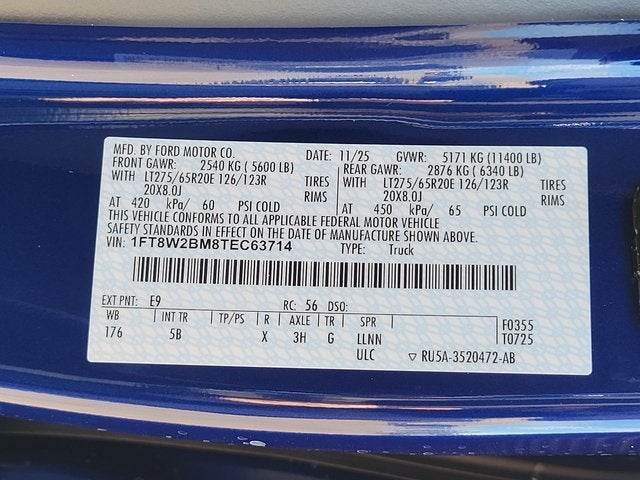 MFD. BY FORD MOTOR CO. DATE: 11/25 GVWR: 5171 KG (11400 LB)
FRONT GAWR: 2540 KG ( 5600 LB) REAR GAWR: 2876 KG ( 6340 LB)
WITH LT275/65R20E 126/123R TIRES WITH LT275/65R20E 126/123R TIRES
20X8.0J RIMS 20X8.0J RIMS
AT 420 kPa/ 60 PSI COLD AT 450 kPa/ 65 PSI COLD
THIS VEHICLE CONFORMS TO ALL APPLICABLE FEDERAL MOTOR VEHICLE
SAFETY STANDARDS IN EFFECT ON THE DATE OF MANUFACTURE SHOWN ABOVE.
VIN: 1FT8W2BM8TEC63714 TYPE: Truck
EXT PNT: E9 RC: 56 DSO:
WB INT TR TP/PS R AXLE TR SPR F0355
176 5B X 3H G LLNN T0725
ULC RU5A-3520472-AB